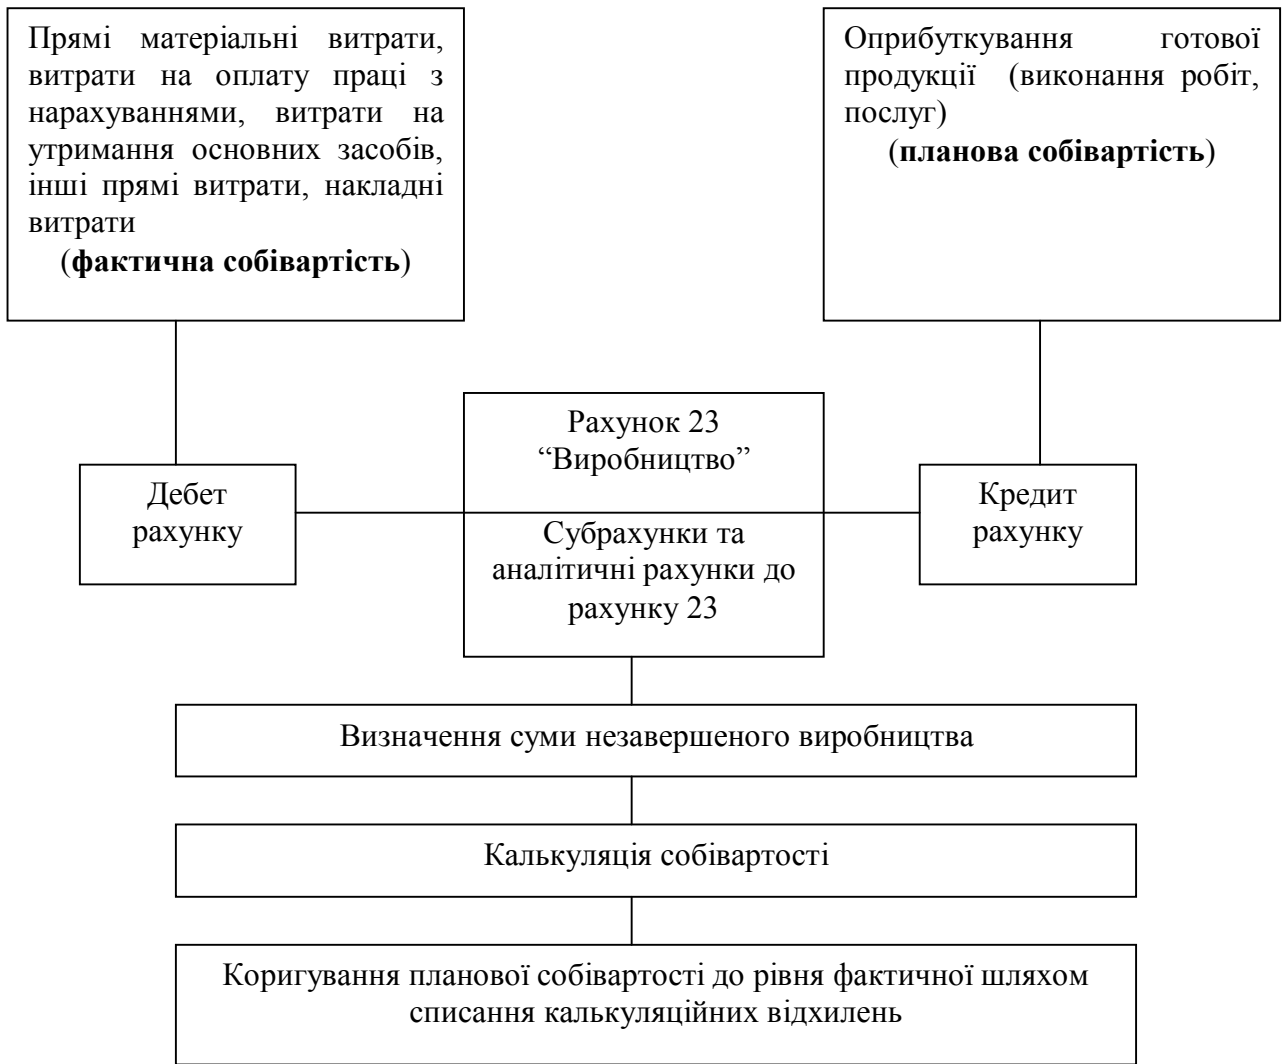 Прямі матеріальні витрати,
витрати на оплату праці з
нарахуваннями, витрати на
утримання основних засобів,
інші прямі витрати, накладні
витрати
(фактична собівартість)
Оприбуткування готової
продукції (виконання робіт,
послуг)
(планова собівартість)
Рахунок 23
“Виробництво”
Дебет
рахунку
Кредит
рахунку
Субрахунки та
аналітичні рахунки до
рахунку 23
Визначення суми незавершеного виробництва
Калькуляція собівартості
Коригування планової собівартості до рівня фактичної шляхом
списання калькуляційних відхилень